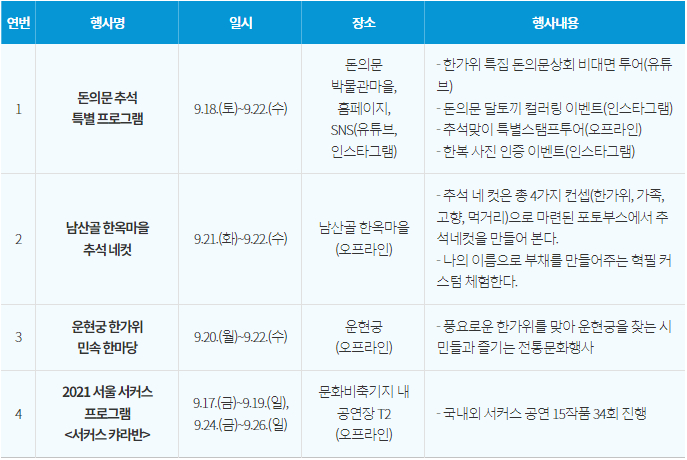 연번 행사명 일시 장소 행사내용
1
돈의문 추석
특별 프로그램
9.18.(토)~9.22.(수)
돈의문
박물관마을,
홈페이지,
SNS(유튜브,
인스타그램)
- 한가위 특집 돈의문상회 비대면 투어(유튜
브)
- 돈의문 달토끼 컬러링 이벤트(인스타그램)
- 추석맞이 특별스탬프투어(오프라인)
- 한복 사진 인증 이벤트(인스타그램)
2
남산골 한옥마을
추석 네컷
9.21.(화)~9.22.(수)
남산골 한옥마을
(오프라인)
- 추석 네 컷은 총 4가지 컨셉(한가위, 가족,
고향, 먹거리)으로 마련된 포토부스에서 추
석네컷을 만들어 본다.
- 나의 이름으로 부채를 만들어주는 혁필 커
스텀 체험한다.
3
운현궁 한가위
민속 한마당
9.20.(월)~9.22.(수)
운현궁
(오프라인)
- 풍요로운 한가위를 맞아 운현궁을 찾는 시
민들과 즐기는 전통문화행사
4
2021 서울 서커스
프로그램
<서커스 캬라반>
9.17.(금)~9.19.(일),
9.24.(금)~9.26.(일)
문화비축기지 내
공연장 T2
(오프라인)
- 국내외 서커스 공연 15작품 34회 진행